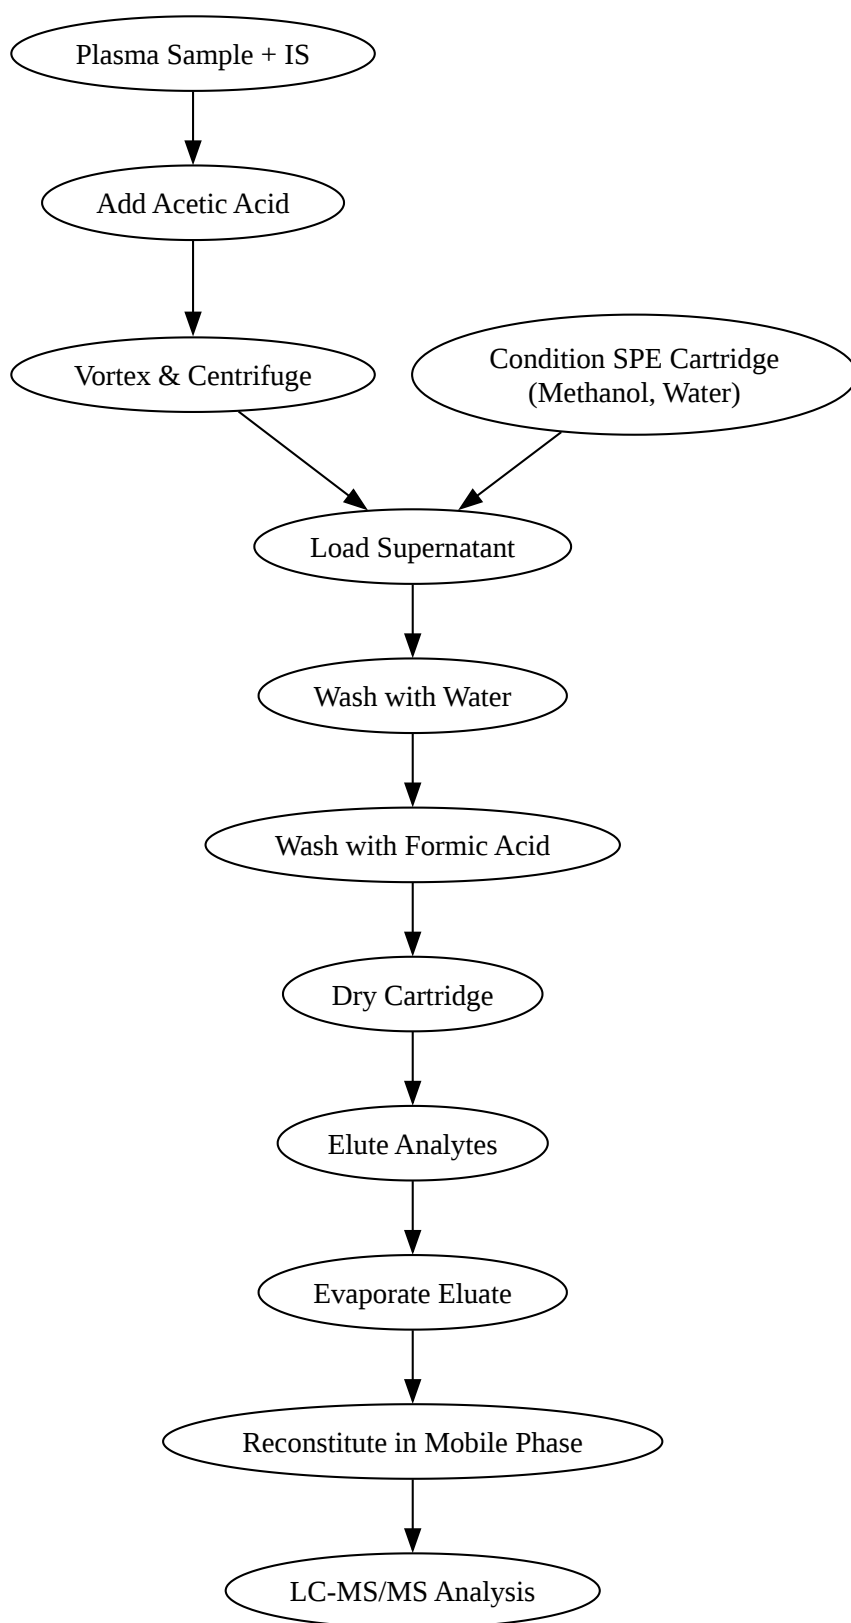 Plasma Sample + IS
Add Acetic Acid
Vortex & Centrifuge
Condition SPE Cartridge
(Methanol, Water)
Load Supernatant
Wash with Water
Wash with Formic Acid
Dry Cartridge
Elute Analytes
Evaporate Eluate
Reconstitute in Mobile Phase
LC-MS/MS Analysis